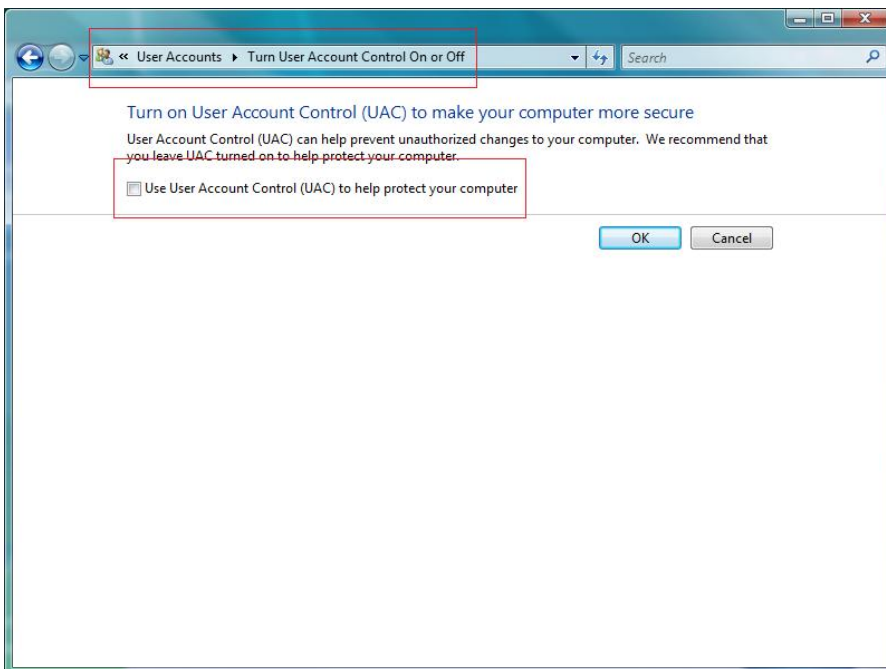 « User Accounts ▸ Turn User Account Control On or Off
Search
Turn on User Account Control (UAC) to make your computer more secure
User Account Control (UAC) can help prevent unauthorized changes to your computer. We recommend that
you leave UAC turned on to help protect your computer.
Use User Account Control (UAC) to help protect your computer
OK
Cancel